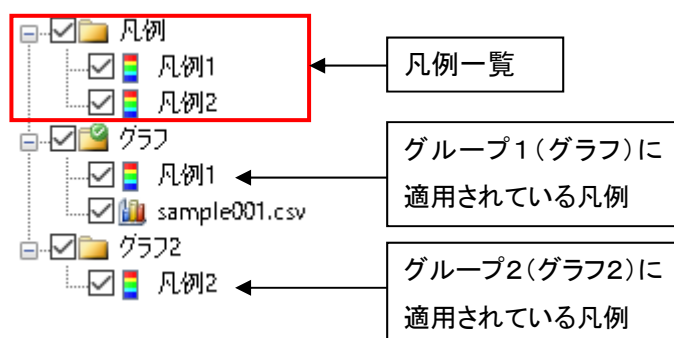 凡例
凡例1
凡例2
グラフ
凡例1
sample001.csv
グラフ2
凡例2
凡例一覧
グループ1(グラフ)に
適用されている凡例
グループ2(グラフ2)に
適用されている凡例